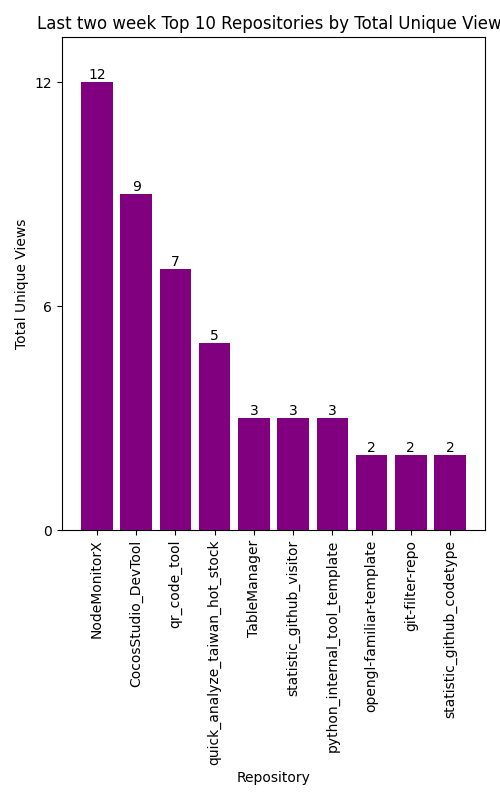 Last two week Top 10 Repositories by Total Unique View
12
9
7
5
3
3
3
2
2
2
12
6
0
Total Unique Views
NodeMonitorX
CocosStudio_DevTool
qr_code_tool
quick_analyze_taiwan_hot_stock
TableManager
statistic_github_visitor
python_internal_tool_template
opengl-familiar-template
git-filter-repo
statistic_github_codetype
Repository